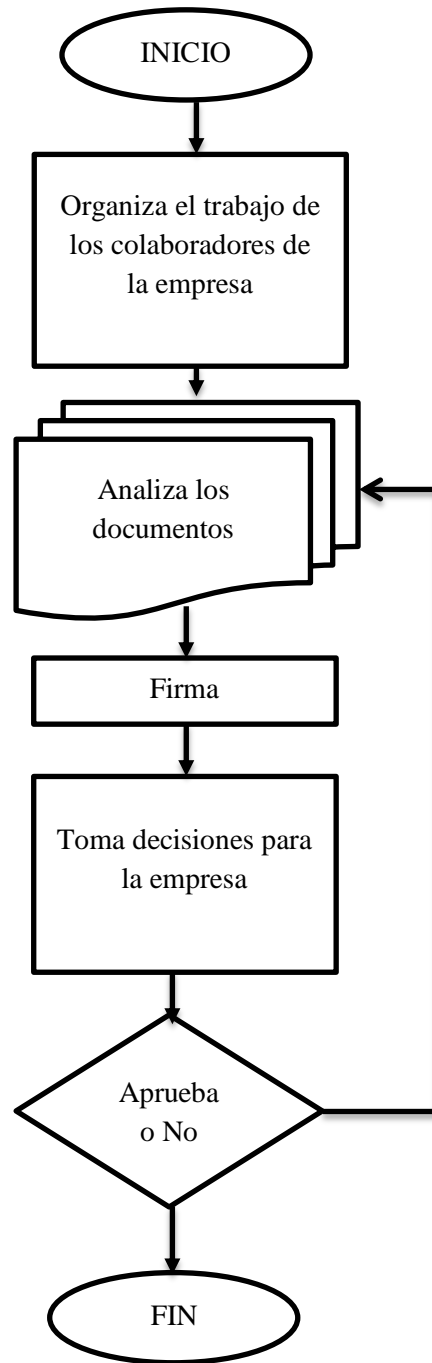 INICIO
Organiza el trabajo de
los colaboradores de
la empresa
Analiza los
documentos
Firma
Toma decisiones para
la empresa
Aprueba
o No
FIN